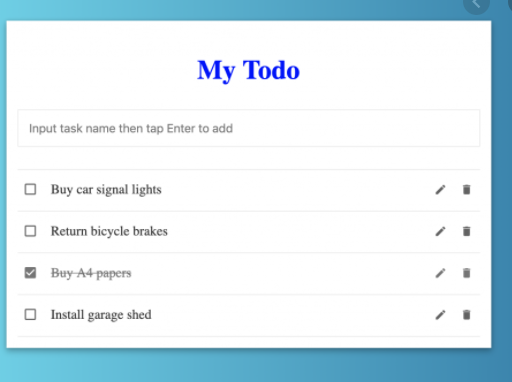 My Todo
Input task name then tap Enter to add
Buy car signal lights
Return bicycle brakes
Buy A4 papers
Install garage shed